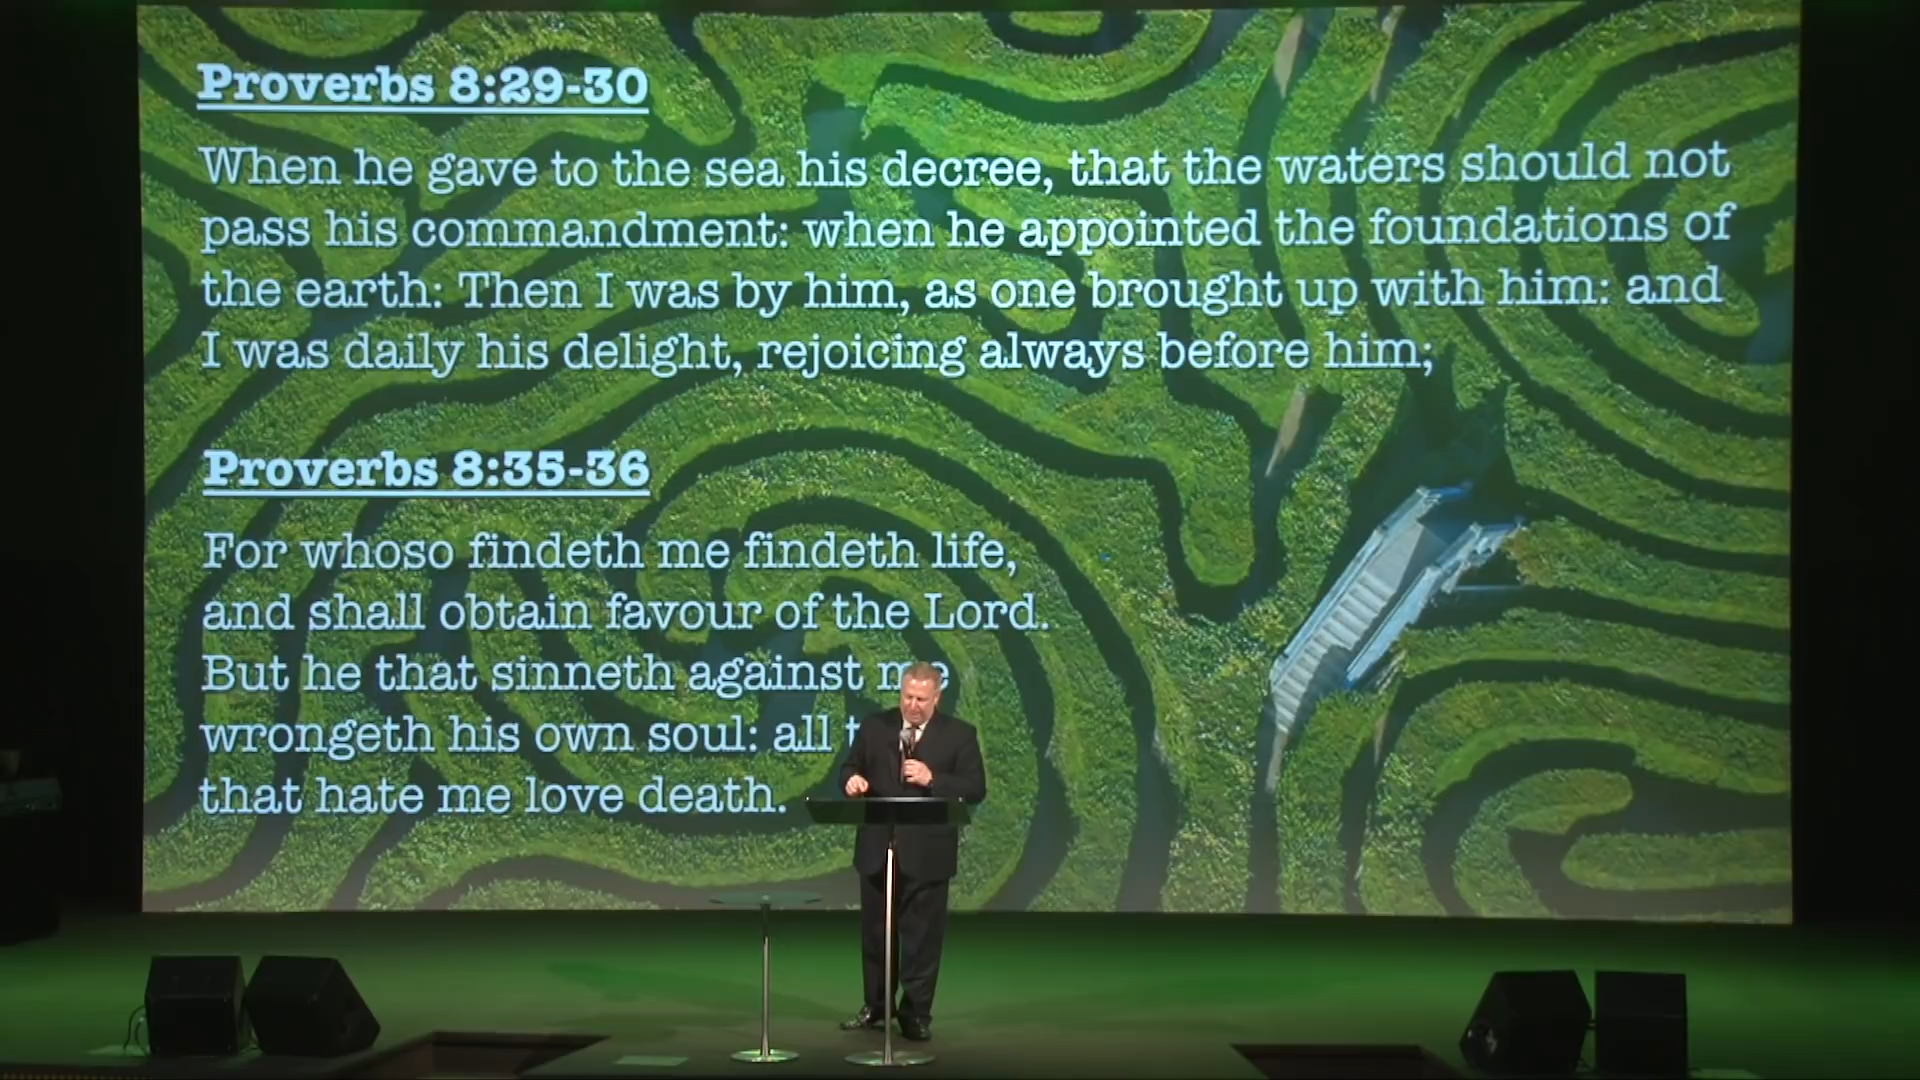 Proverbs 8:29-30
When he gave to the sea his decree, that the waters should not
pass his commandment: when he appointed the foundations of
the earth: Then I was by him, as one brought up with him: and
I was daily his delight, rejoicing always before him;
Proverbs 8:35-36
For whoso findeth me findeth life,
and shall obtain favour of the Lord.
But he that sinneth against me
wrongeth his own soul: all
that hate me love death.